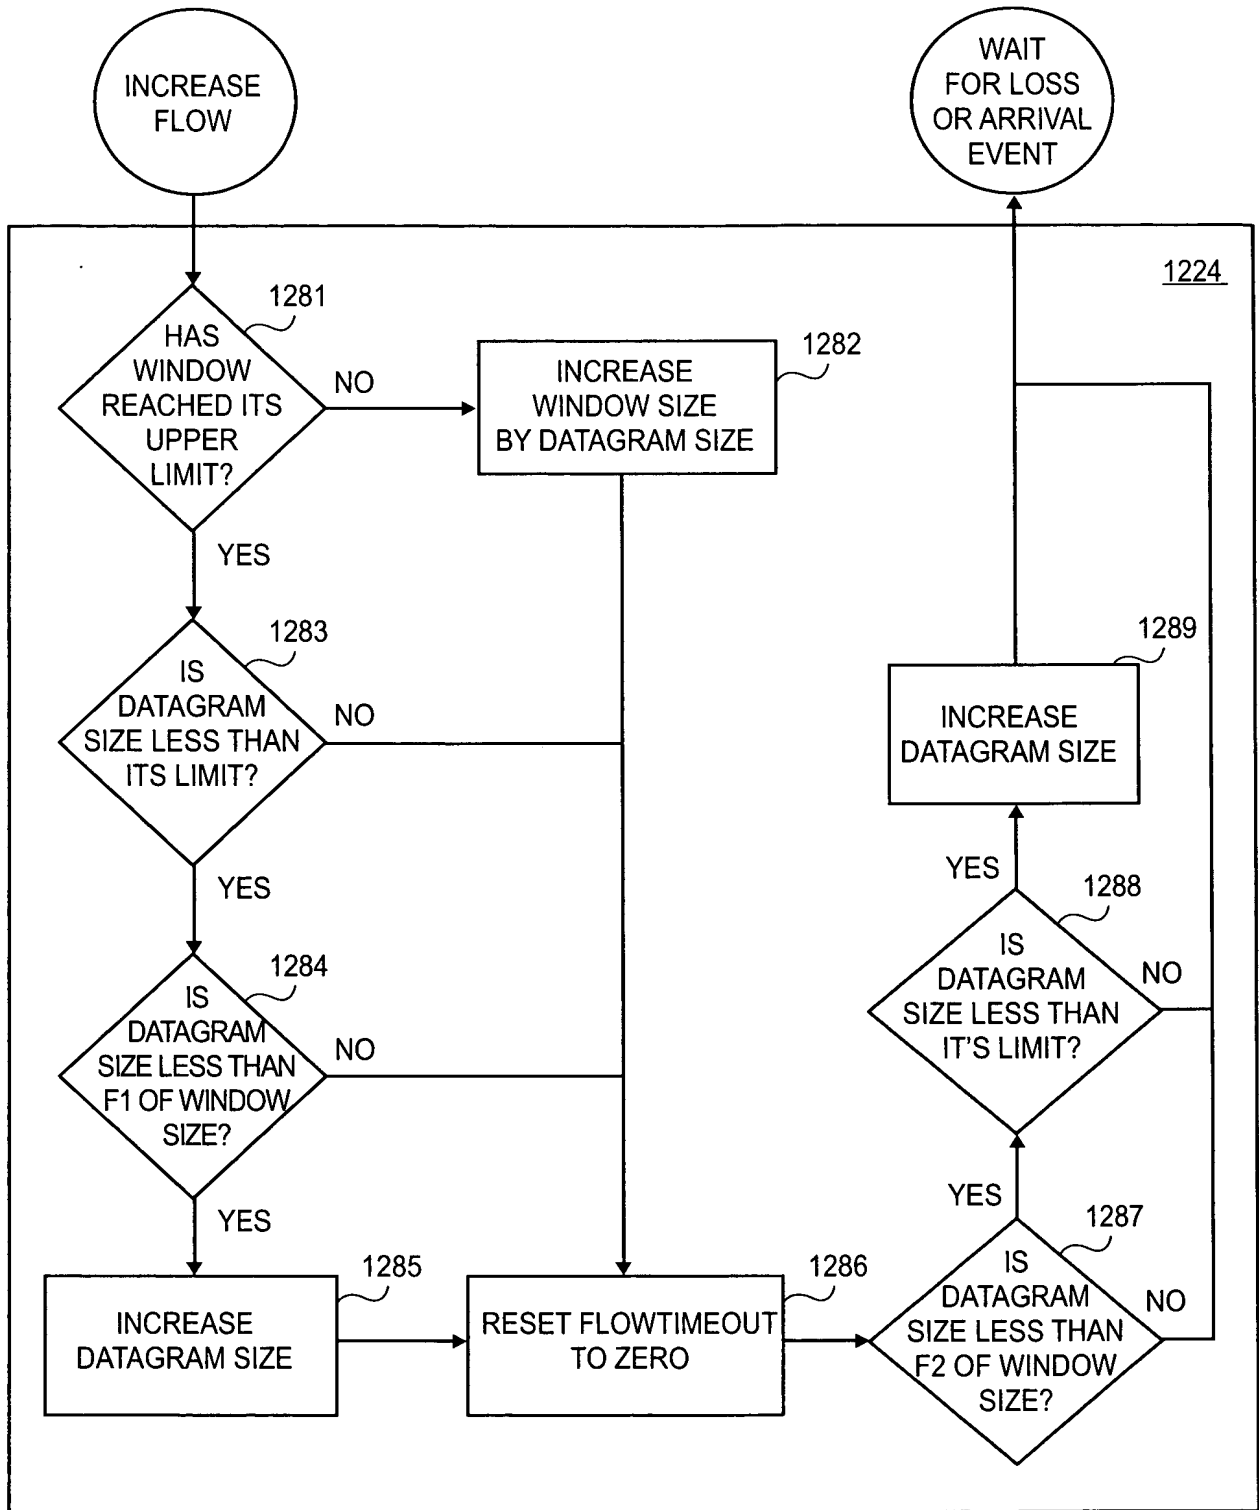 INCREASE
FLOW
WAIT
FOR LOSS
OR ARRIVAL
EVENT
1224
1281
HAS
WINDOW
REACHED ITS
UPPER
LIMIT?
NO
YES
1282
INCREASE
WINDOW SIZE
BY DATAGRAM SIZE
1283
IS
DATAGRAM
SIZE LESS THAN
ITS LIMIT?
NO
YES
1284
IS
DATAGRAM
SIZE LESS THAN
F1 OF WINDOW
SIZE?
NO
YES
1285
INCREASE
DATAGRAM SIZE
1286
RESET FLOWTIMEOUT
TO ZERO
1287
IS
DATAGRAM
SIZE LESS THAN
F2 OF WINDOW
SIZE?
NO
YES
1288
IS
DATAGRAM
SIZE LESS THAN
IT'S LIMIT?
NO
YES
1289
INCREASE
DATAGRAM SIZE